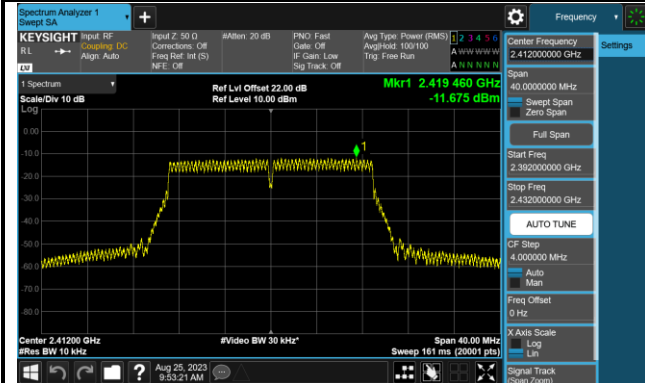 Spectrum Analyzer 1
Swept SA
+
Frequency
KEYSIGHT
Input: RF
Input Z: 50 Ω
#Atten: 20 dB
PNO: Fast
Avg Type: Power (RMS)
1 2 3 4 5 6
RL
Coupling: DC
Corrections: Off
Gate: Off
Avg|Hold: 100/100
A W W W W W
Align: Auto
Freq Ref: Int (S)
IF Gain: Low
Trig: Free Run
NFE: Off
Sig Track: Off
A N N N N N
1 Spectrum
Scale/Div 10 dB
Log
Ref Lvl Offset 22.00 dB
Ref Level 10.00 dBm
Mkr1 2.419 460 GHz
-11.675 dBm
0.00
-10.0
-20.0
-30.0
-40.0
-50.0
-60.0
-70.0
-80.0
1
Center 2.41200 GHz
#Video BW 30 kHz*
Span 40.00 MHz
#Res BW 10 kHz
Sweep 161 ms (20001 pts)
?
Aug 25, 2023
9:53:21 AM
Settings
Center Frequency
2.412000000 GHz
Span
40.0000000 MHz
Swept Span
Zero Span
Full Span
Start Freq
2.392000000 GHz
Stop Freq
2.432000000 GHz
AUTO TUNE
CF Step
4.000000 MHz
Auto
Man
Freq Offset
0 Hz
X Axis Scale
Log
Lin
Signal Track
(Span Zoom)